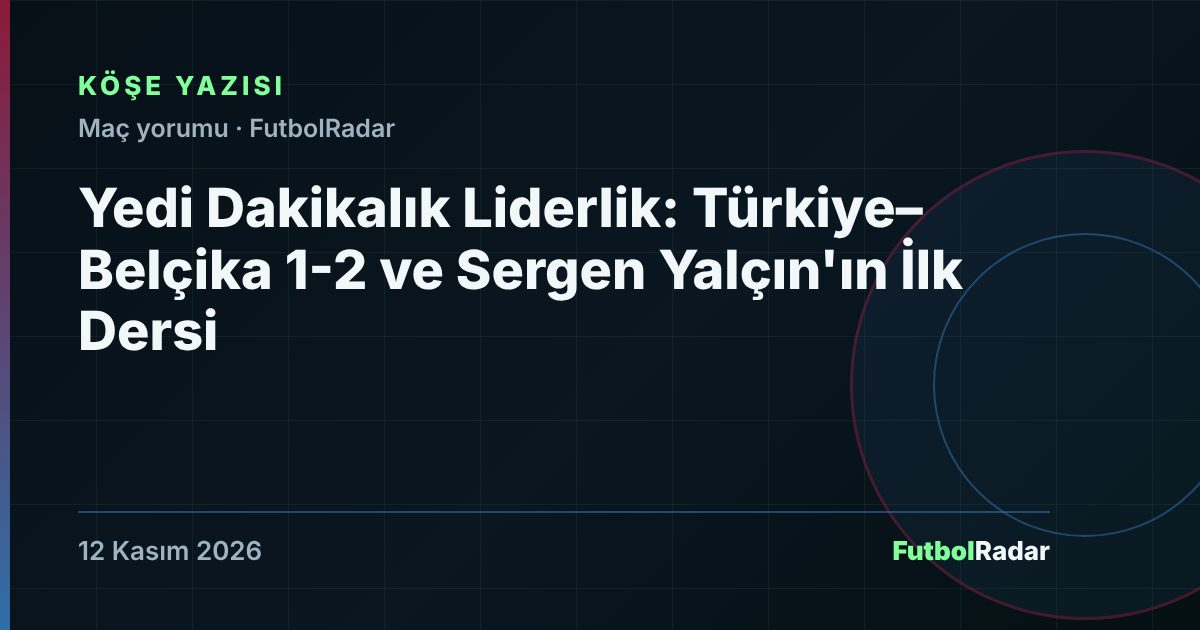 KÖŞE YAZISI
Maç yorumu · FutbolRadar
Yedi Dakikalık Liderlik: Türkiye–
Belçika 1-2 ve Sergen Yalçın'ın İlk
Dersi
12 Kasım 2026
FutbolRadar